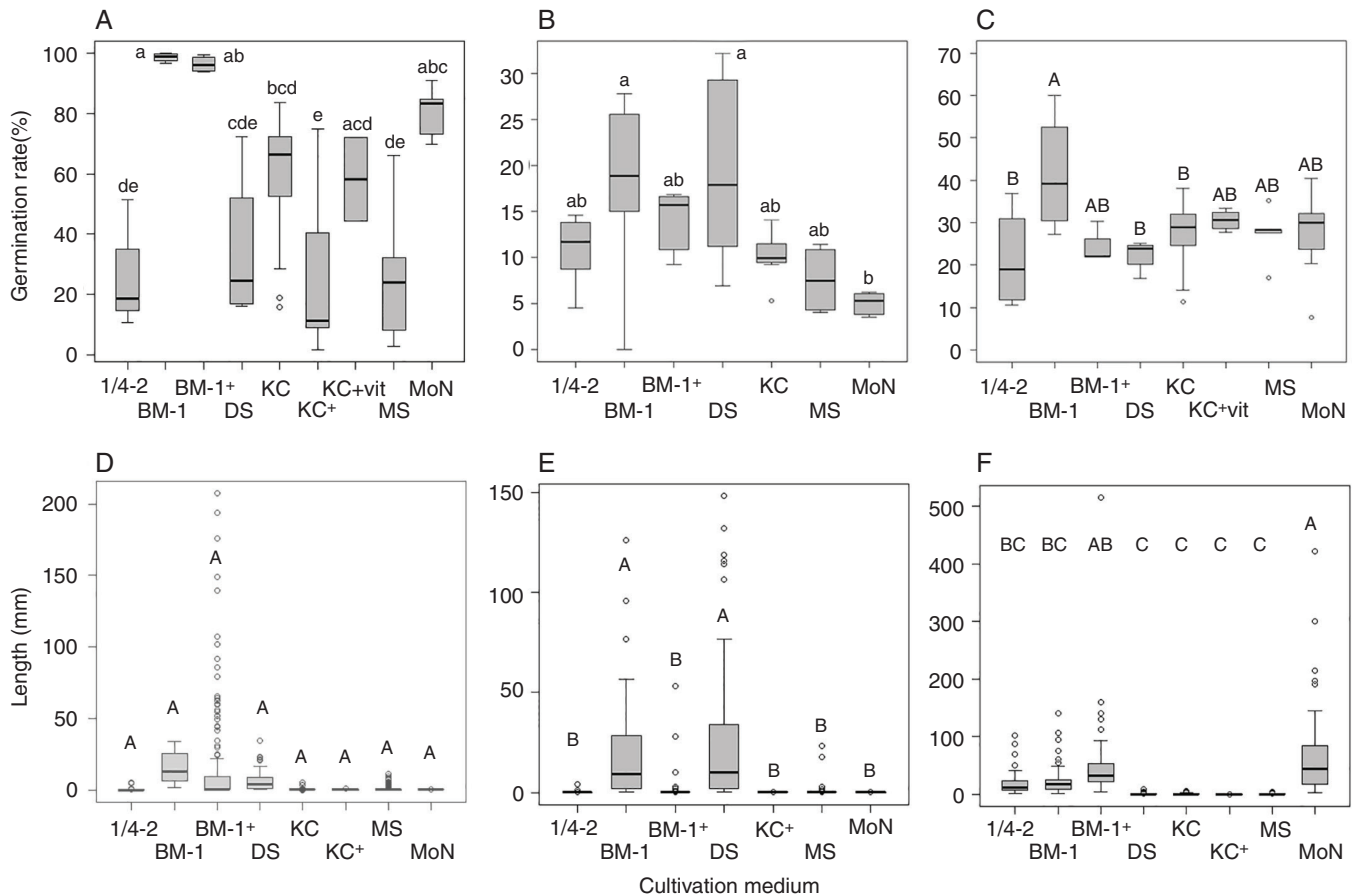 A
B
C
Germination rate(%)
100
80
60
40
20
0
a
ab
bcd
abc
cde
e
acd
de
de
1/4-2
BM-1+
KC
KC+vit
MoN
BM-1
DS
KC+
MS
30
25
20
15
10
5
0
a
a
ab
ab
ab
ab
b
1/4-2
BM-1+
KC
MoN
BM-1
DS
MS
70
60
50
40
30
20
10
0
A
B
AB
B
B
AB
AB
AB
1/4-2
BM-1+
KC
MS
BM-1
DS
KC+vit
MoN
D
E
F
Length (mm)
200
150
100
50
0
A
A
A
A
A
A
A
A
1/4-2
BM-1+
KC
MS
BM-1
DS
KC+
MoN
150
100
50
0
B
A
B
A
B
B
B
1/4-2
BM-1+
KC+
MoN
BM-1
DS
MS
500
400
300
200
100
0
BC
BC
AB
C
C
C
C
A
1/4-2
BM-1+
KC
MS
BM-1
DS
KC+
MoN
Cultivation medium